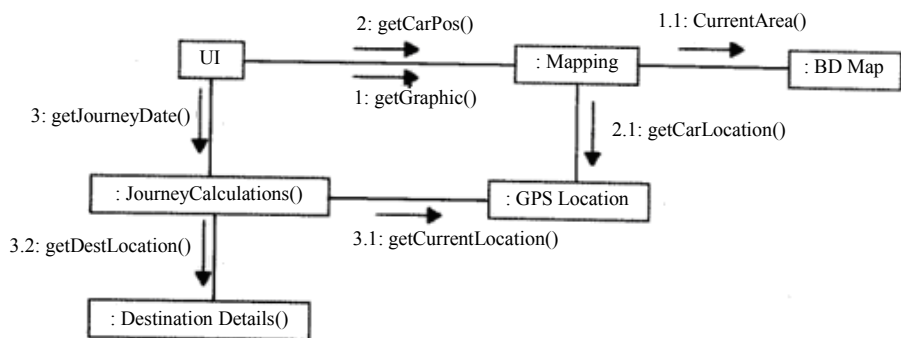 2: getCarPos()
1.1: CurrentArea()
UI
: Mapping
: BD Map
1: getGraphic()
3: getJourneyDate()
2.1: getCarLocation()
: JourneyCalculations()
: GPS Location
3.2: getDestLocation()
3.1: getCurrentLocation()
: Destination Details()